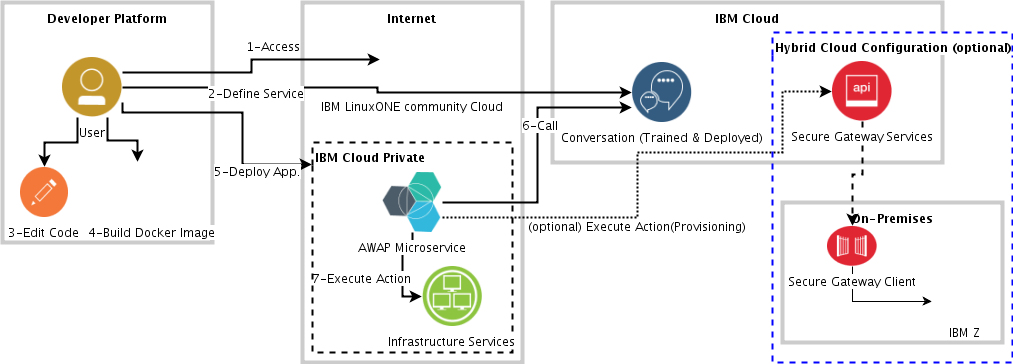 Developer Platform
Internet
IBM Cloud
1-Access
Hybrid Cloud Configuration (optional)
2-Define Service
api
IBM LinuxONE community Cloud
User
6-Call
Conversation (Trained & Deployed)
Secure Gateway Services
IBM Cloud Private
5-Deploy App.
3-Edit Code
4-Build Docker Image
(optional) Execute Action(Provisioning)
On-Premises
AWAP Microservice
7-Execute Action
Secure Gateway Client
Infrastructure Services
IBM Z